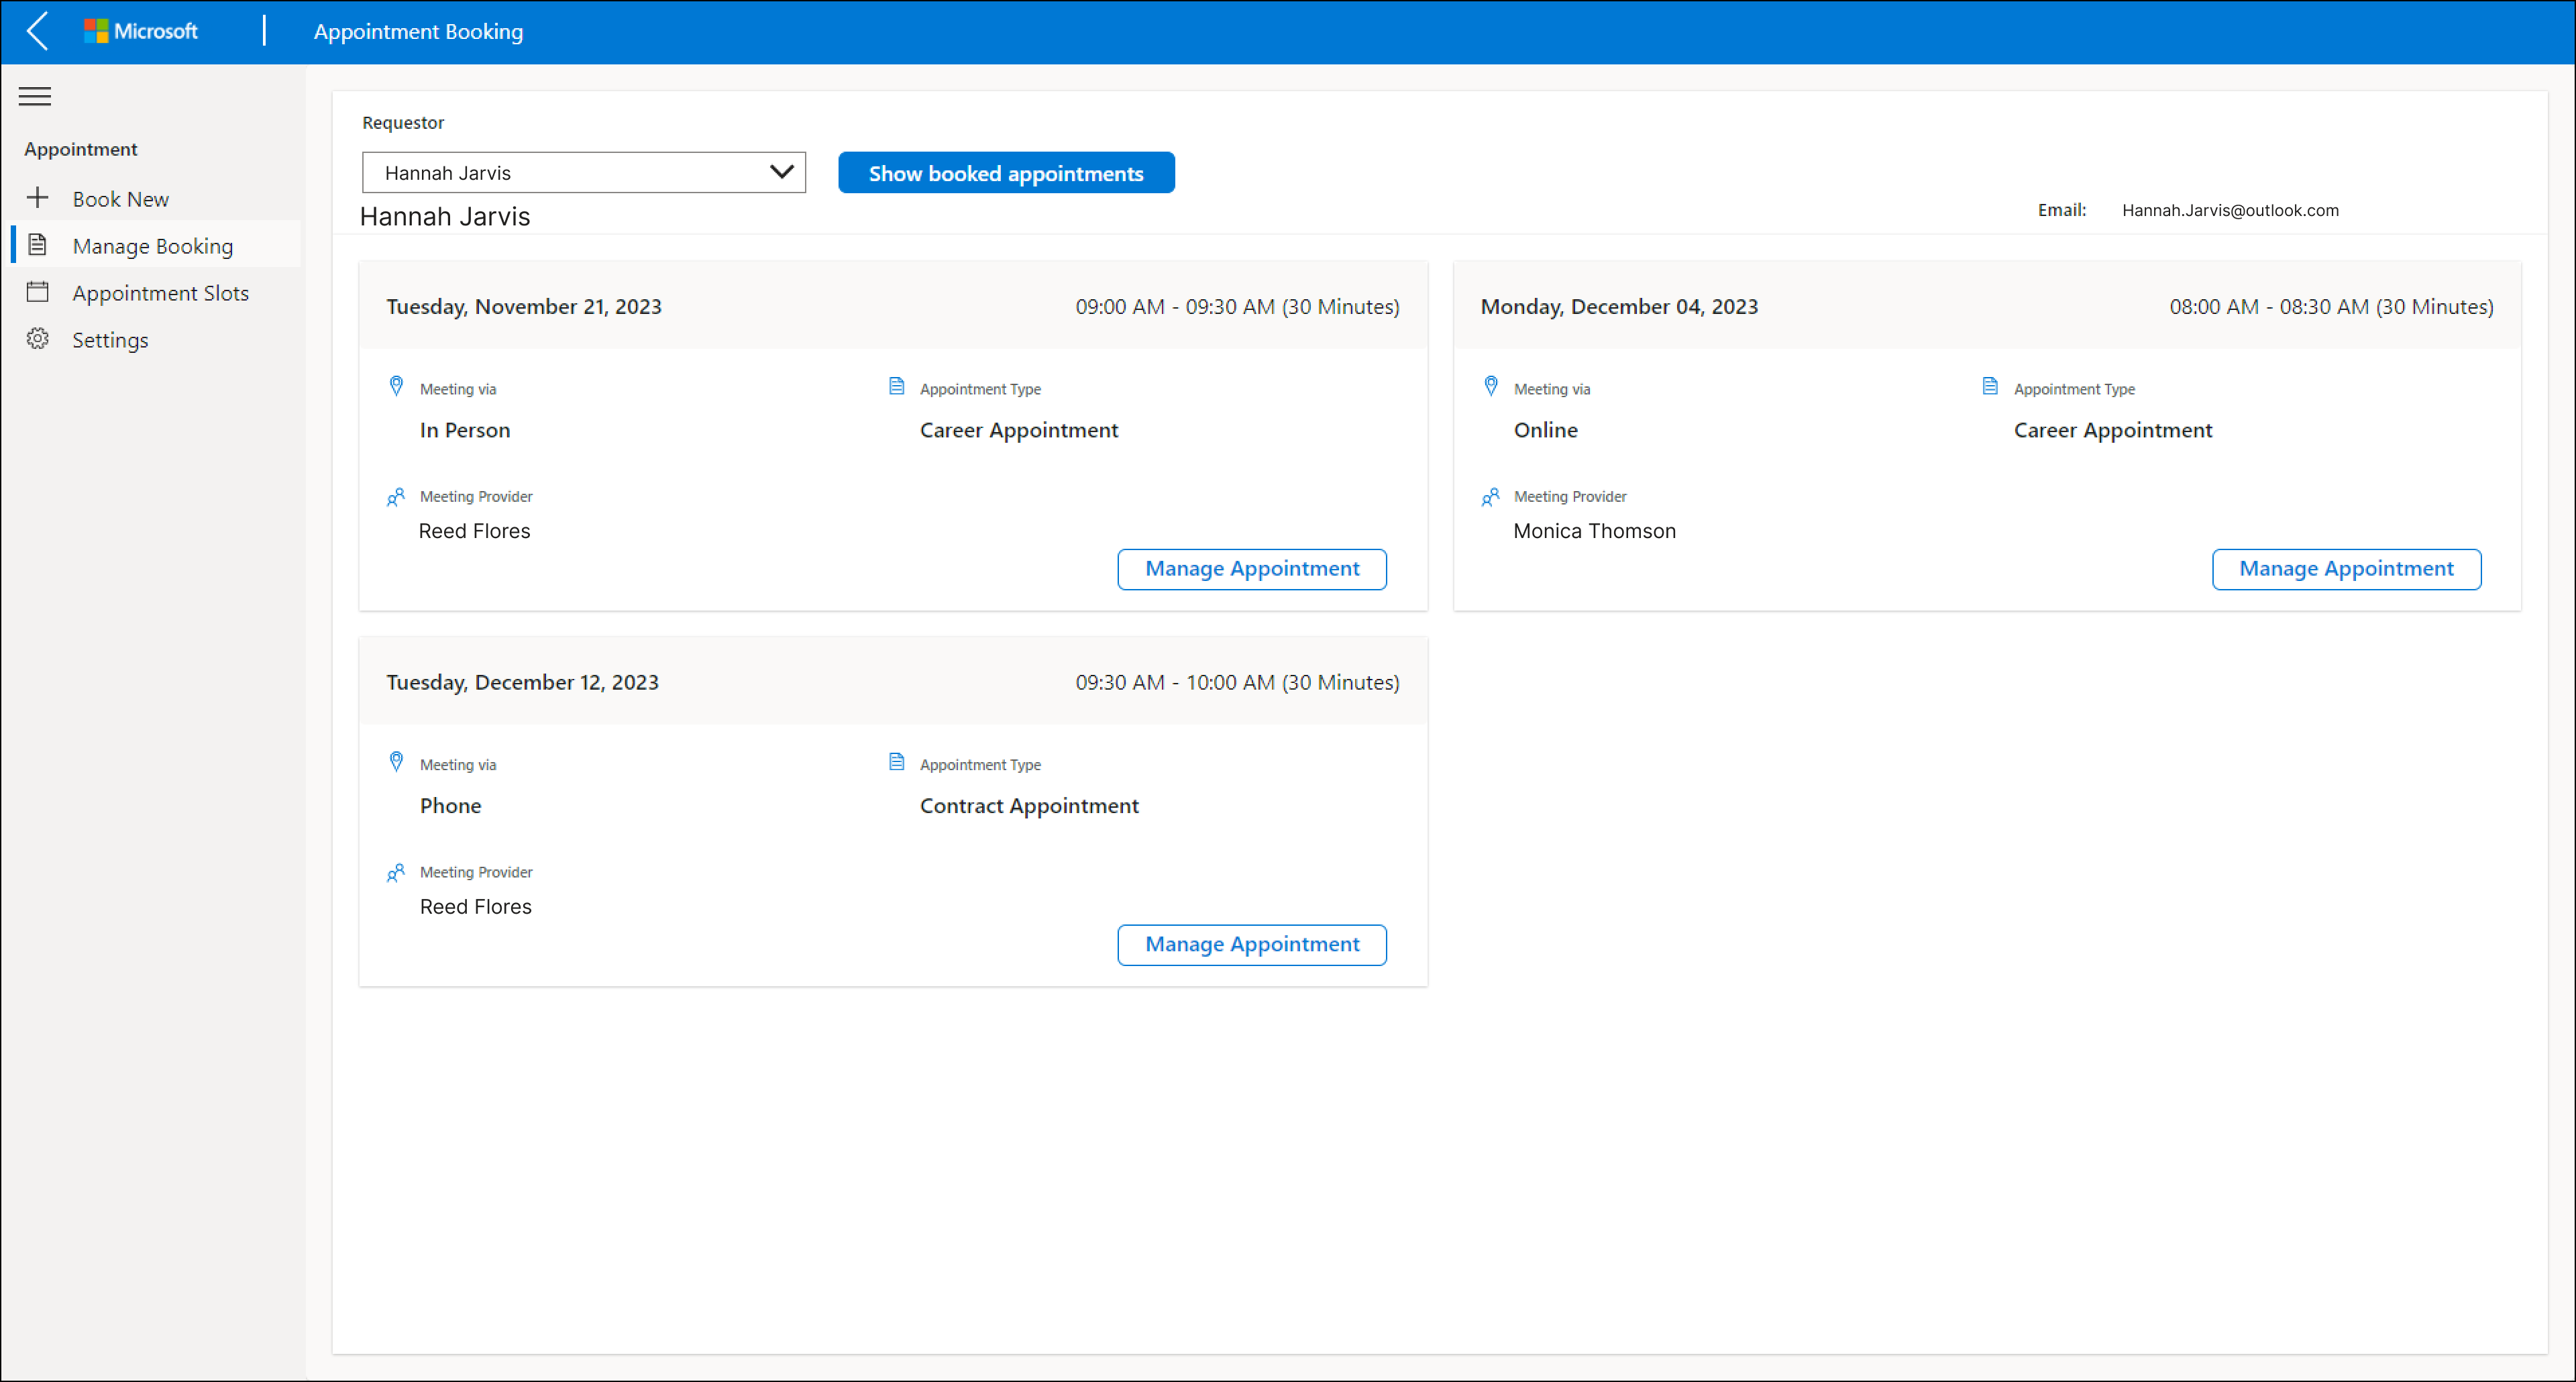 Microsoft
Appointment Booking
Appointment
Book New
Manage Booking
Appointment Slots
Settings
Requestor
Hannah Jarvis
Show booked appointments
Hannah Jarvis
Email: Hannah.Jarvis@outlook.com
Tuesday, November 21, 2023
09:00 AM - 09:30 AM (30 Minutes)
Meeting via
In Person
Appointment Type
Career Appointment
Meeting Provider
Reed Flores
Manage Appointment
Monday, December 04, 2023
08:00 AM - 08:30 AM (30 Minutes)
Meeting via
Online
Appointment Type
Career Appointment
Meeting Provider
Monica Thomson
Manage Appointment
Tuesday, December 12, 2023
09:30 AM - 10:00 AM (30 Minutes)
Meeting via
Phone
Appointment Type
Contract Appointment
Meeting Provider
Reed Flores
Manage Appointment